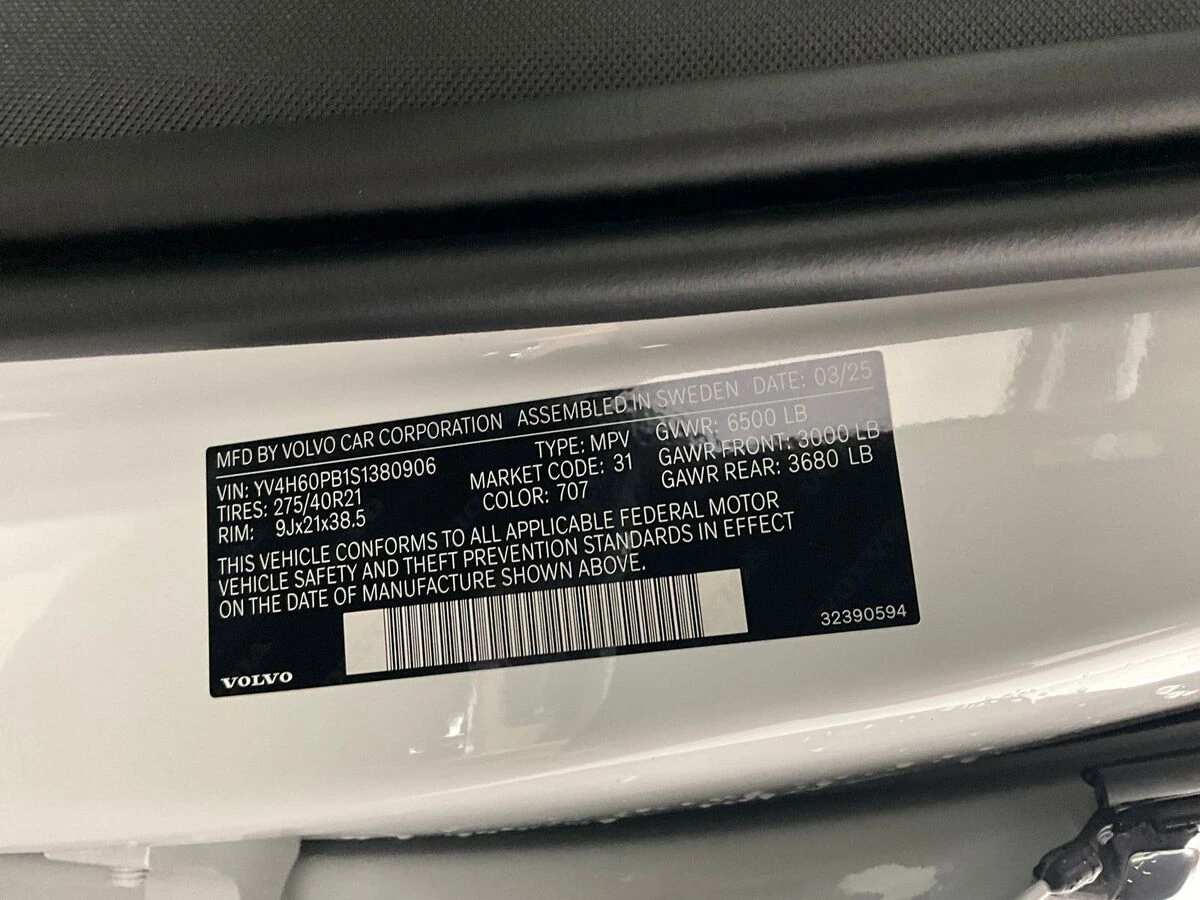 MFD BY VOLVO CAR CORPORATION ASSEMBLED IN SWEDEN DATE: 03/25
VIN: YV4H60PB1S1380906 TYPE: MPV GVWR: 6500 LB
TIRES: 275/40R21 MARKET CODE: 31 GAWR FRONT: 3000 LB
RIM: 9Jx21x38.5 COLOR: 707 GAWR REAR: 3680 LB
THIS VEHICLE CONFORMS TO ALL APPLICABLE FEDERAL MOTOR
VEHICLE SAFETY AND THEFT PREVENTION STANDARDS IN EFFECT
ON THE DATE OF MANUFACTURE SHOWN ABOVE.
32390594
VOLVO